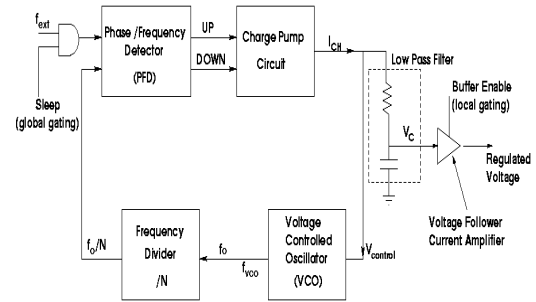 f_ext
Sleep
(global gating)
Phase /Frequency
Detector
(PFD)
UP
DOWN
Charge Pump
Circuit
I_CH
Low Pass Filter
V_C
Buffer Enable
(local gating)
Regulated
Voltage
Voltage Follower
Current Amplifier
f_o/N
Frequency
Divider
/N
f_o
f_vco
Voltage
Controlled
Oscillator
(VCO)
V_control